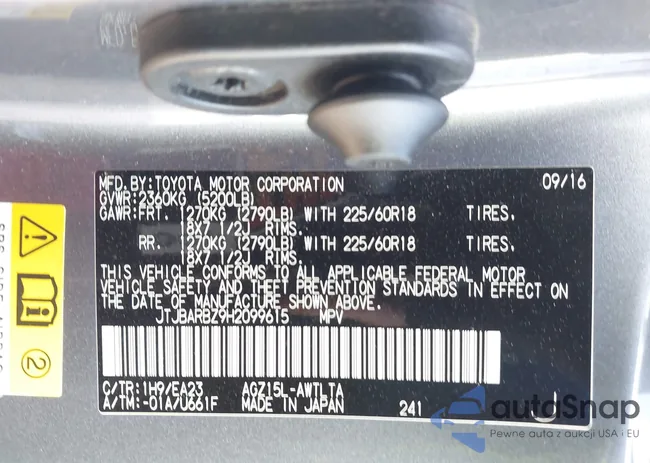 MFD.BY:TOYOTA MOTOR CORPORATION 09/16
GVWR:2360KG (5200LB)
GAWR:FRT. 1270KG (2790LB) WITH 225/60R18 TIRES.
18X7 1/2J RIMS.
RR. 1270KG (2790LB) WITH 225/60R18 TIRES.
18X7 1/2J RIMS.
THIS VEHICLE CONFORMS TO ALL APPLICABLE FEDERAL MOTOR
VEHICLE SAFETY AND THEFT PREVENTION STANDARDS IN EFFECT ON
THE DATE OF MANUFACTURE SHOWN ABOVE.
JTJBARBZ9H2099615 MPV
C/TR:1H9/EA23 AGZ15L-AWTLTA
A/TM:-01A/U661F MADE IN JAPAN 241 J
2
autoSnap
Pewne auta z aukcji USA i EU